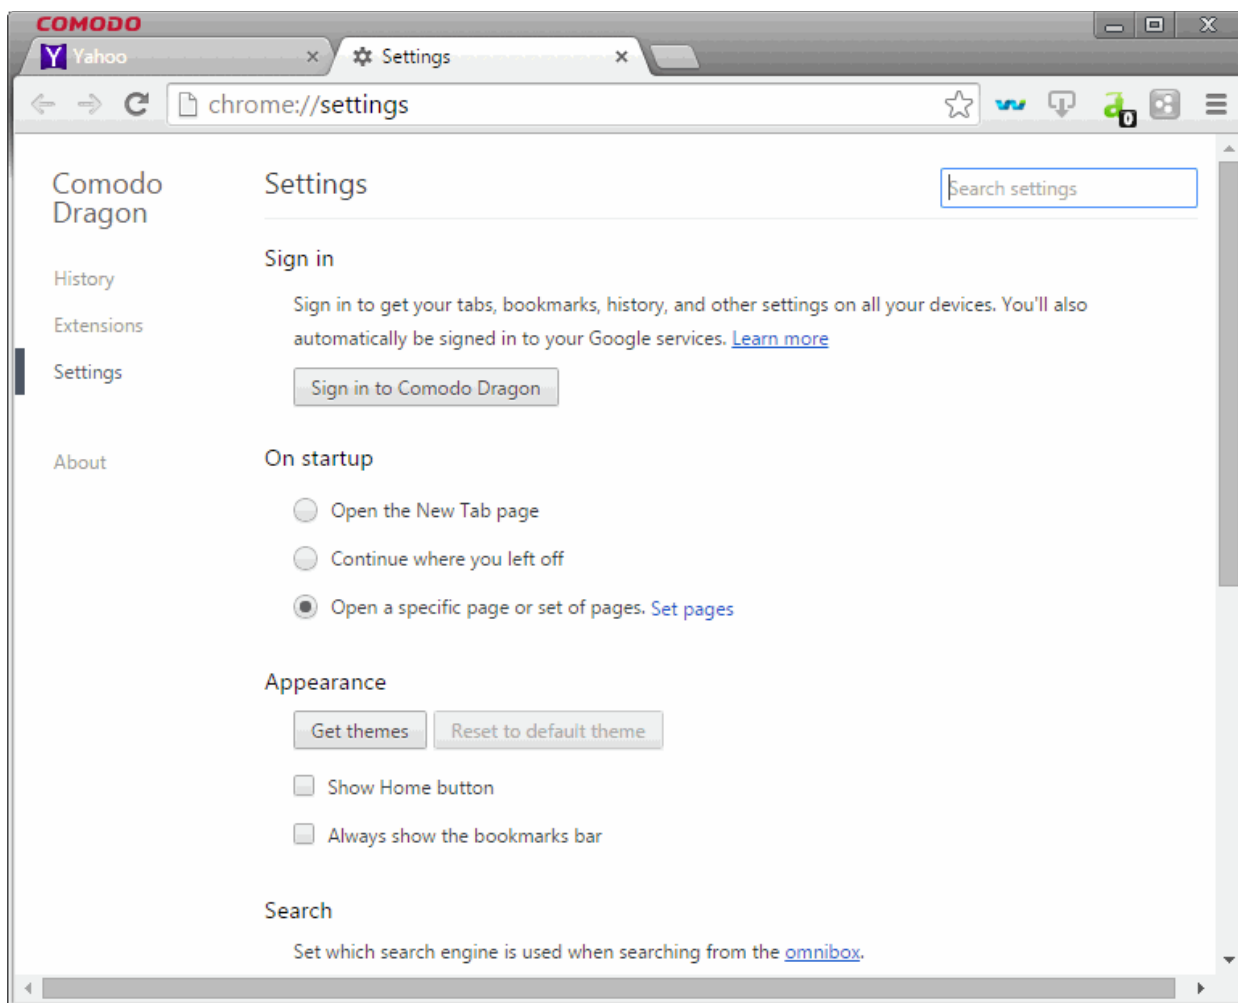 COMODO
Yahoo
Settings
chrome://settings
0
Comodo
Dragon
History
Extensions
Settings
About
Settings
Search settings
Sign in
Sign in to get your tabs, bookmarks, history, and other settings on all your devices. You'll also
automatically be signed in to your Google services. Learn more
Sign in to Comodo Dragon
On startup
Open the New Tab page
Continue where you left off
Open a specific page or set of pages. Set pages
Appearance
Get themes
Reset to default theme
Show Home button
Always show the bookmarks bar
Search
Set which search engine is used when searching from the omnibox.